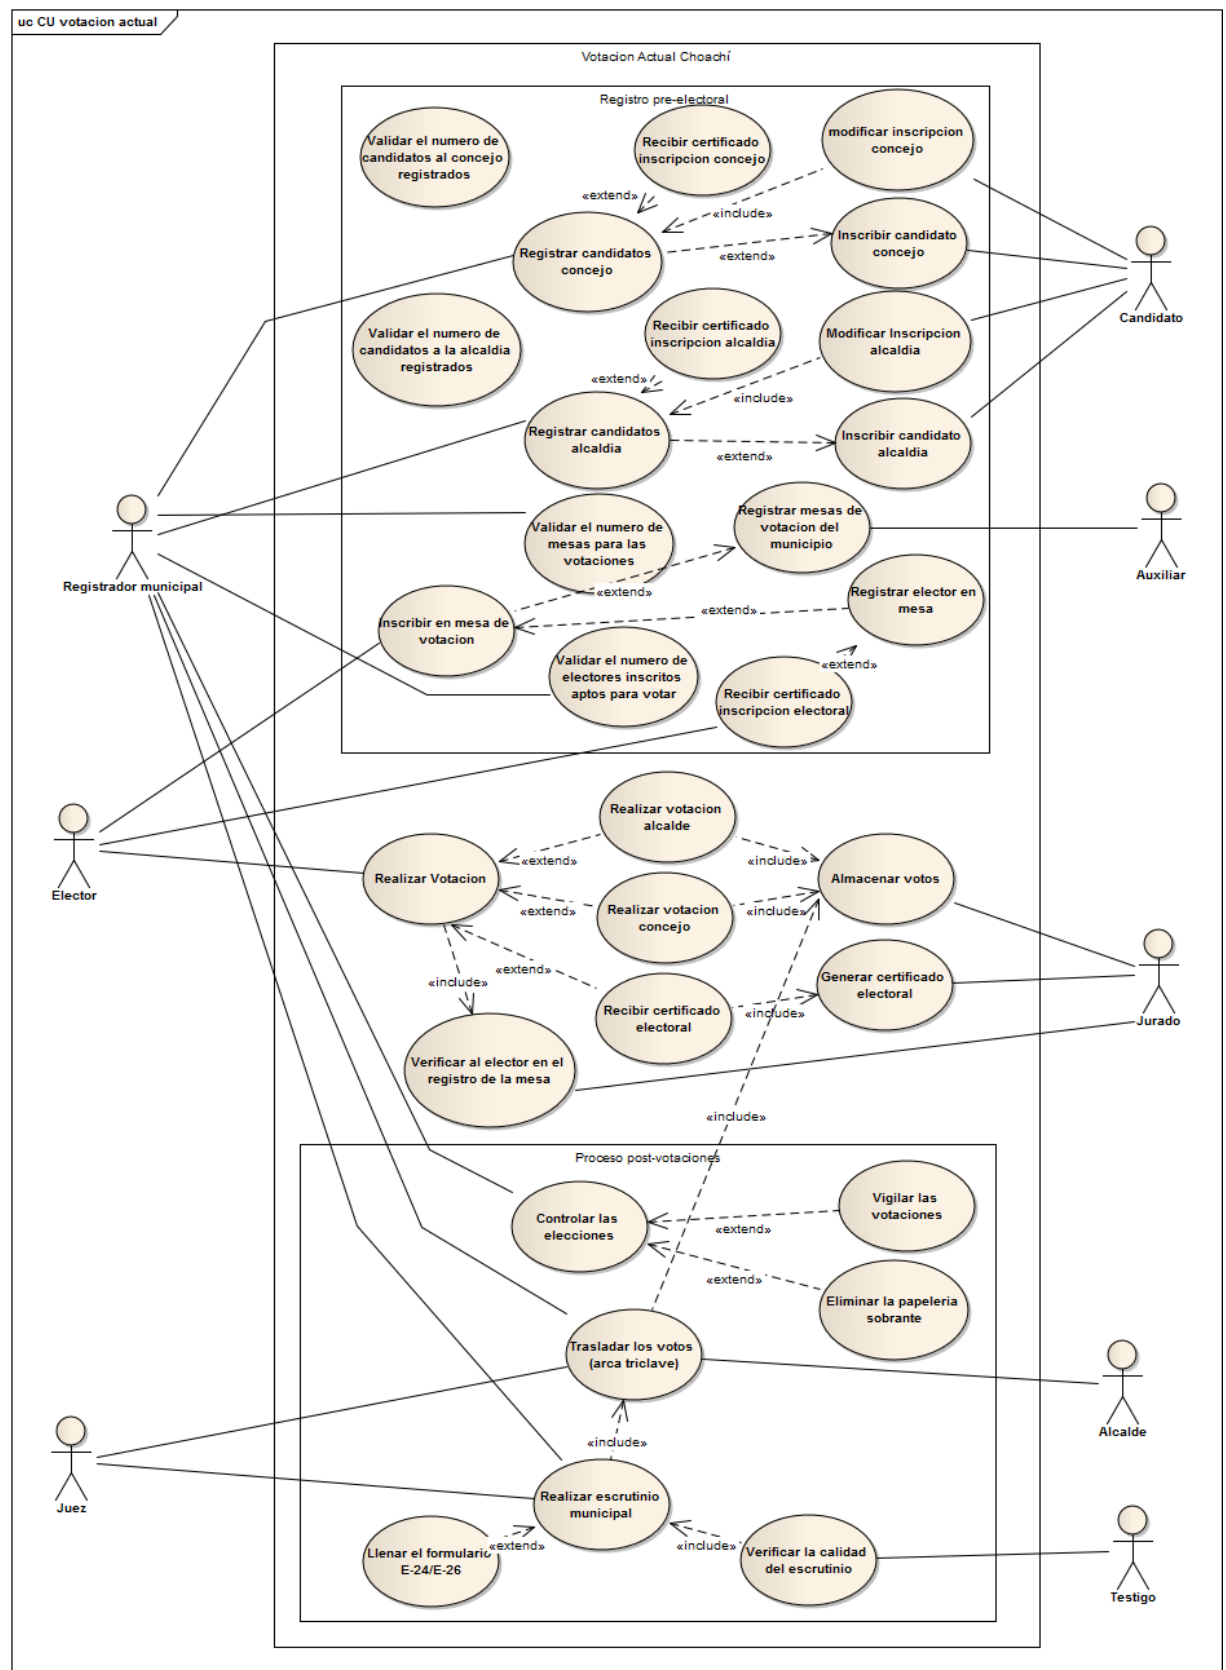 uc CU votacion actual
Votacion Actual Choachí
Registro pre-electoral
Validar el numero de
candidatos al concejo
registrados
Recibir certificado
inscripcion concejo
modificar inscripcion
concejo
«extend»
«include»
Registrar candidatos
concejo
«extend»
Inscribir candidato
concejo
Candidato
Validar el numero de
candidatos a la alcaldia
registrados
Recibir certificado
inscripcion alcaldia
Modificar Inscripcion
alcaldia
«extend»
«include»
Registrar candidatos
alcaldia
«extend»
Inscribir candidato
alcaldia
Registrador municipal
Validar el numero de
mesas para las
votaciones
Registrar mesas de
votacion del
municipio
Auxiliar
«extend»
Inscribir en mesa de
votacion
«extend»
Registrar elector en
mesa
Validar el numero de
electores inscritos
aptos para votar
«extend»
Recibir certificado
inscripcion electoral
Elector
Realizar votacion
alcalde
«extend»
«include»
Realizar Votacion
Almacenar votos
Realizar votacion
concejo
«extend»
«include»
«include»
«extend»
Recibir certificado
electoral
«include»
Generar certificado
electoral
Jurado
Verificar al elector en el
registro de la mesa
«include»
Proceso post-votaciones
Controlar las
elecciones
«extend»
Vigilar las
votaciones
«extend»
Eliminar la papeleria
sobrante
Trasladar los votos
(arca triclave)
Alcalde
«include»
Juez
Realizar escrutinio
municipal
Llenar el formulario
E-24/E-26
«extend»
«include»
Verificar la calidad
del escrutinio
Testigo